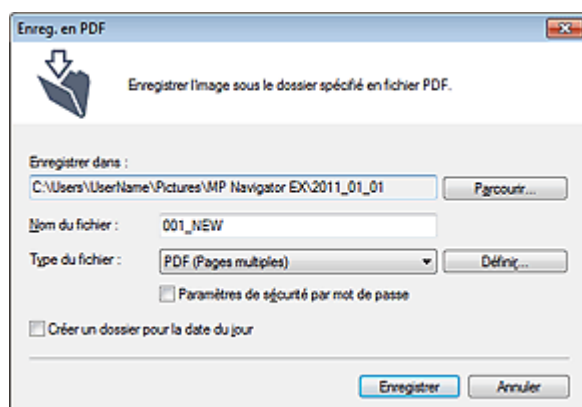 Enreg. en PDF
Enregistrer l'image sous le dossier spécifié en fichier PDF.
Enregistrer dans :
C:\Users\UserName\Pictures\MP Navigator EX\2011_01_01 Parcourir...
Nom du fichier : 001_NEW
Type du fichier : PDF (Pages multiples) Définir...
Paramètres de sécurité par mot de passe
Créer un dossier pour la date du jour
Enregistrer Annuler